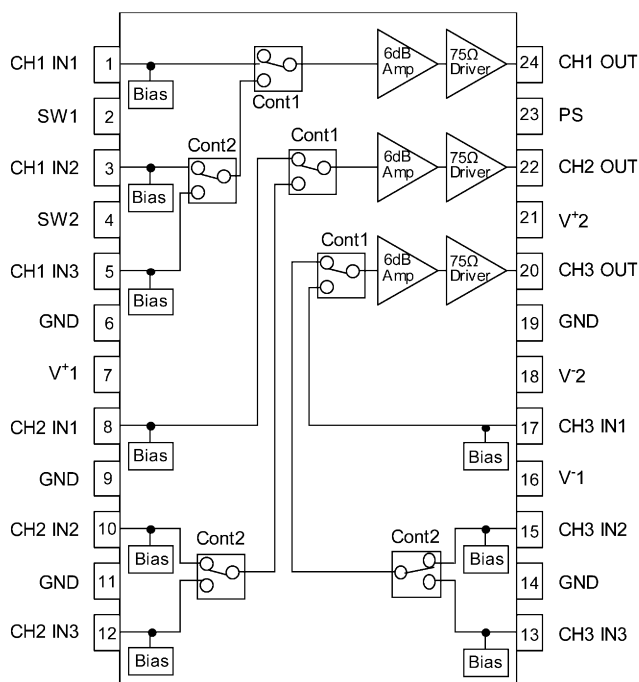 CH1 IN1 1 Bias Cont1 6dB Amp 75Ω Driver 24 CH1 OUT
SW1 2 23 PS
CH1 IN2 3 Bias Cont2 Cont1 6dB Amp 75Ω Driver 22 CH2 OUT
SW2 4 21 V+2
CH1 IN3 5 Bias Cont1 6dB Amp 75Ω Driver 20 CH3 OUT
GND 6 19 GND
V+1 7 18 V-2
CH2 IN1 8 Bias 17 CH3 IN1 Bias
GND 9 16 V-1
CH2 IN2 10 Bias Cont2 Cont2 Bias 15 CH3 IN2
GND 11 14 GND
CH2 IN3 12 Bias Bias 13 CH3 IN3